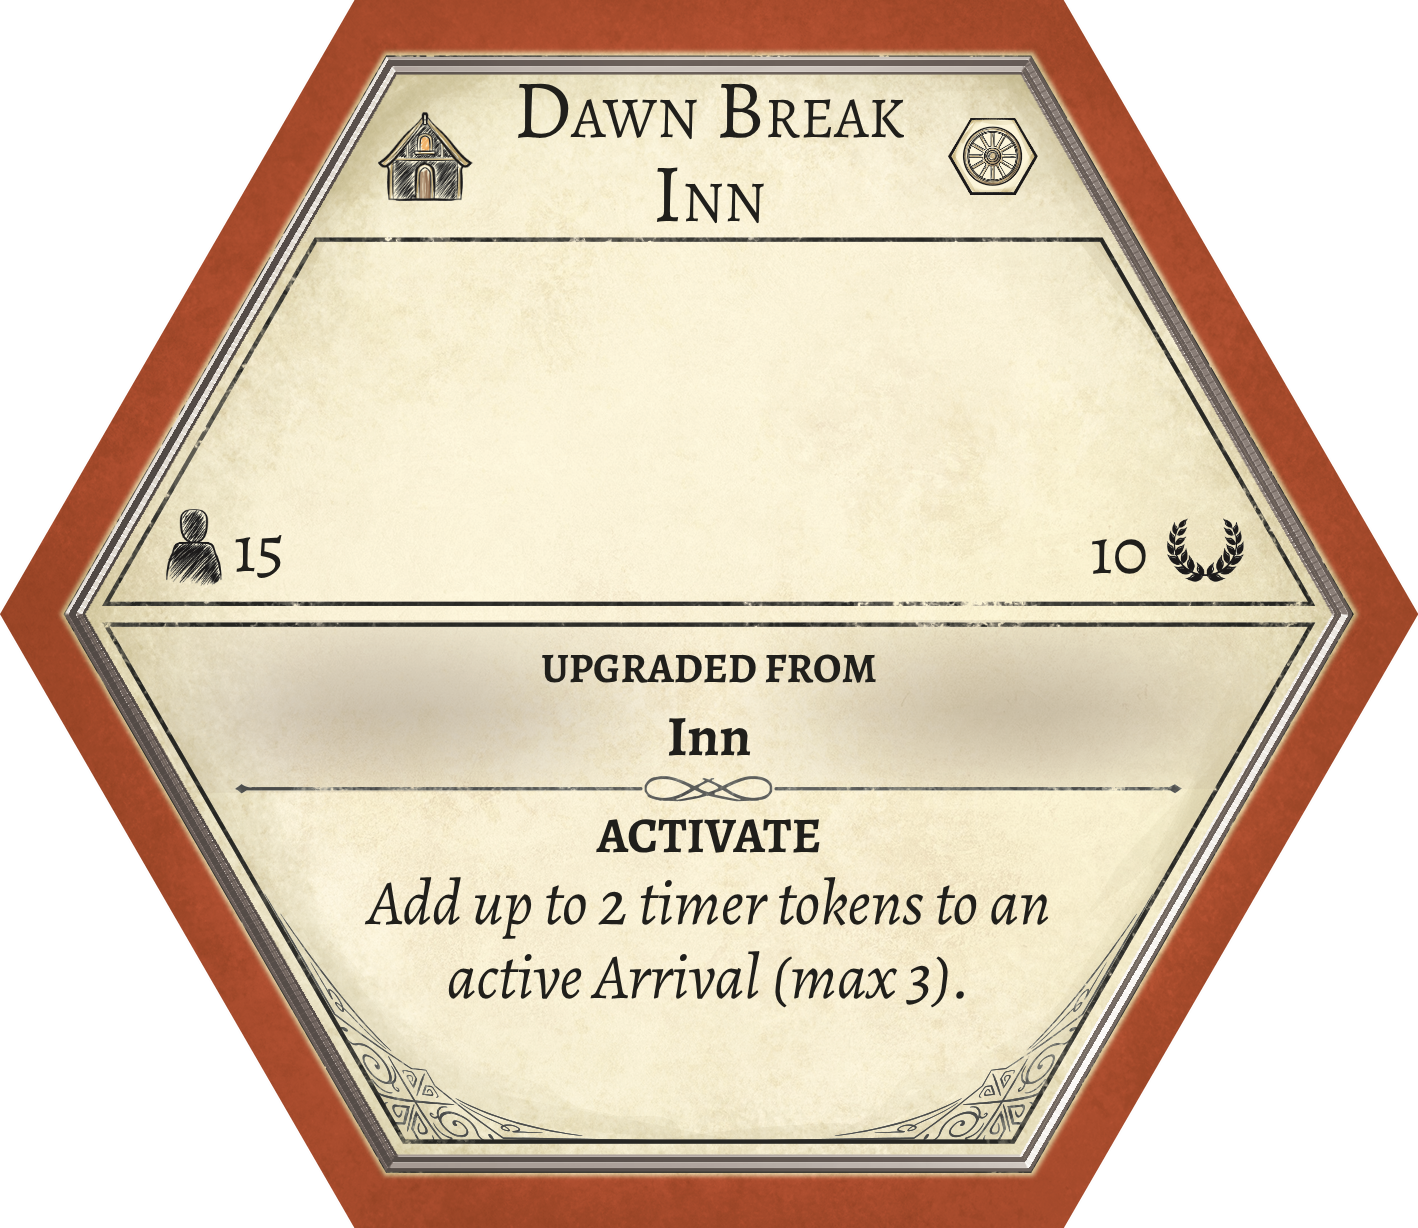 Dawn Break
Inn
15
10
UPGRADED FROM
Inn
ACTIVATE
Add up to 2 timer tokens to an
active Arrival (max 3).